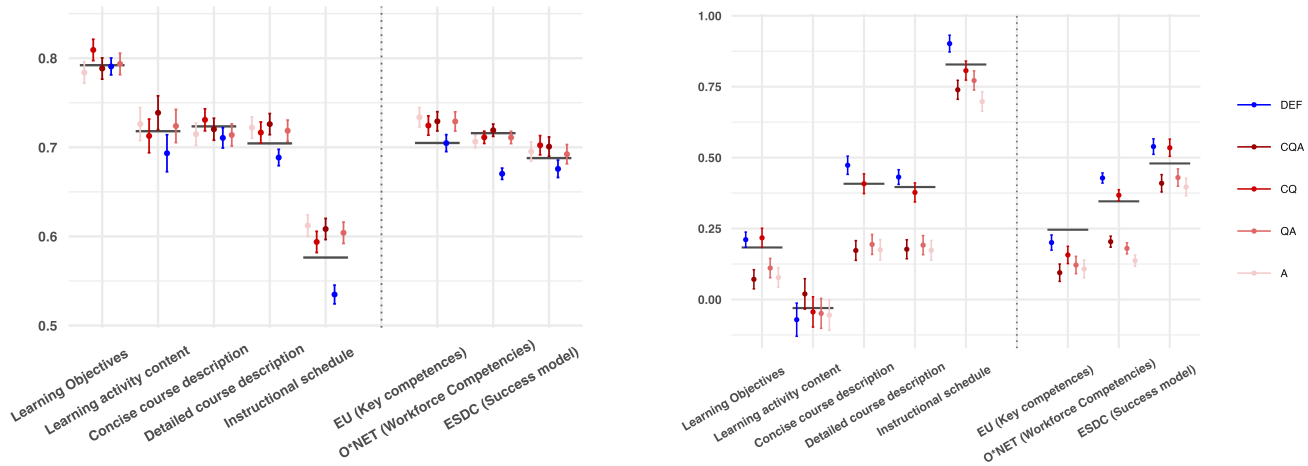 0.8
0.7
0.6
0.5
Learning Objectives
Learning activity content
Concise course description
Detailed course description
Instructional schedule
EU (Key competences)
O*NET (Workforce Competencies)
ESDC (Success model)
1.00
0.75
0.50
0.25
0.00
Learning Objectives
Learning activity content
Concise course description
Detailed course description
Instructional schedule
EU (Key competences)
O*NET (Workforce Competencies)
ESDC (Success model)
DEF
CQA
CQ
QA
A